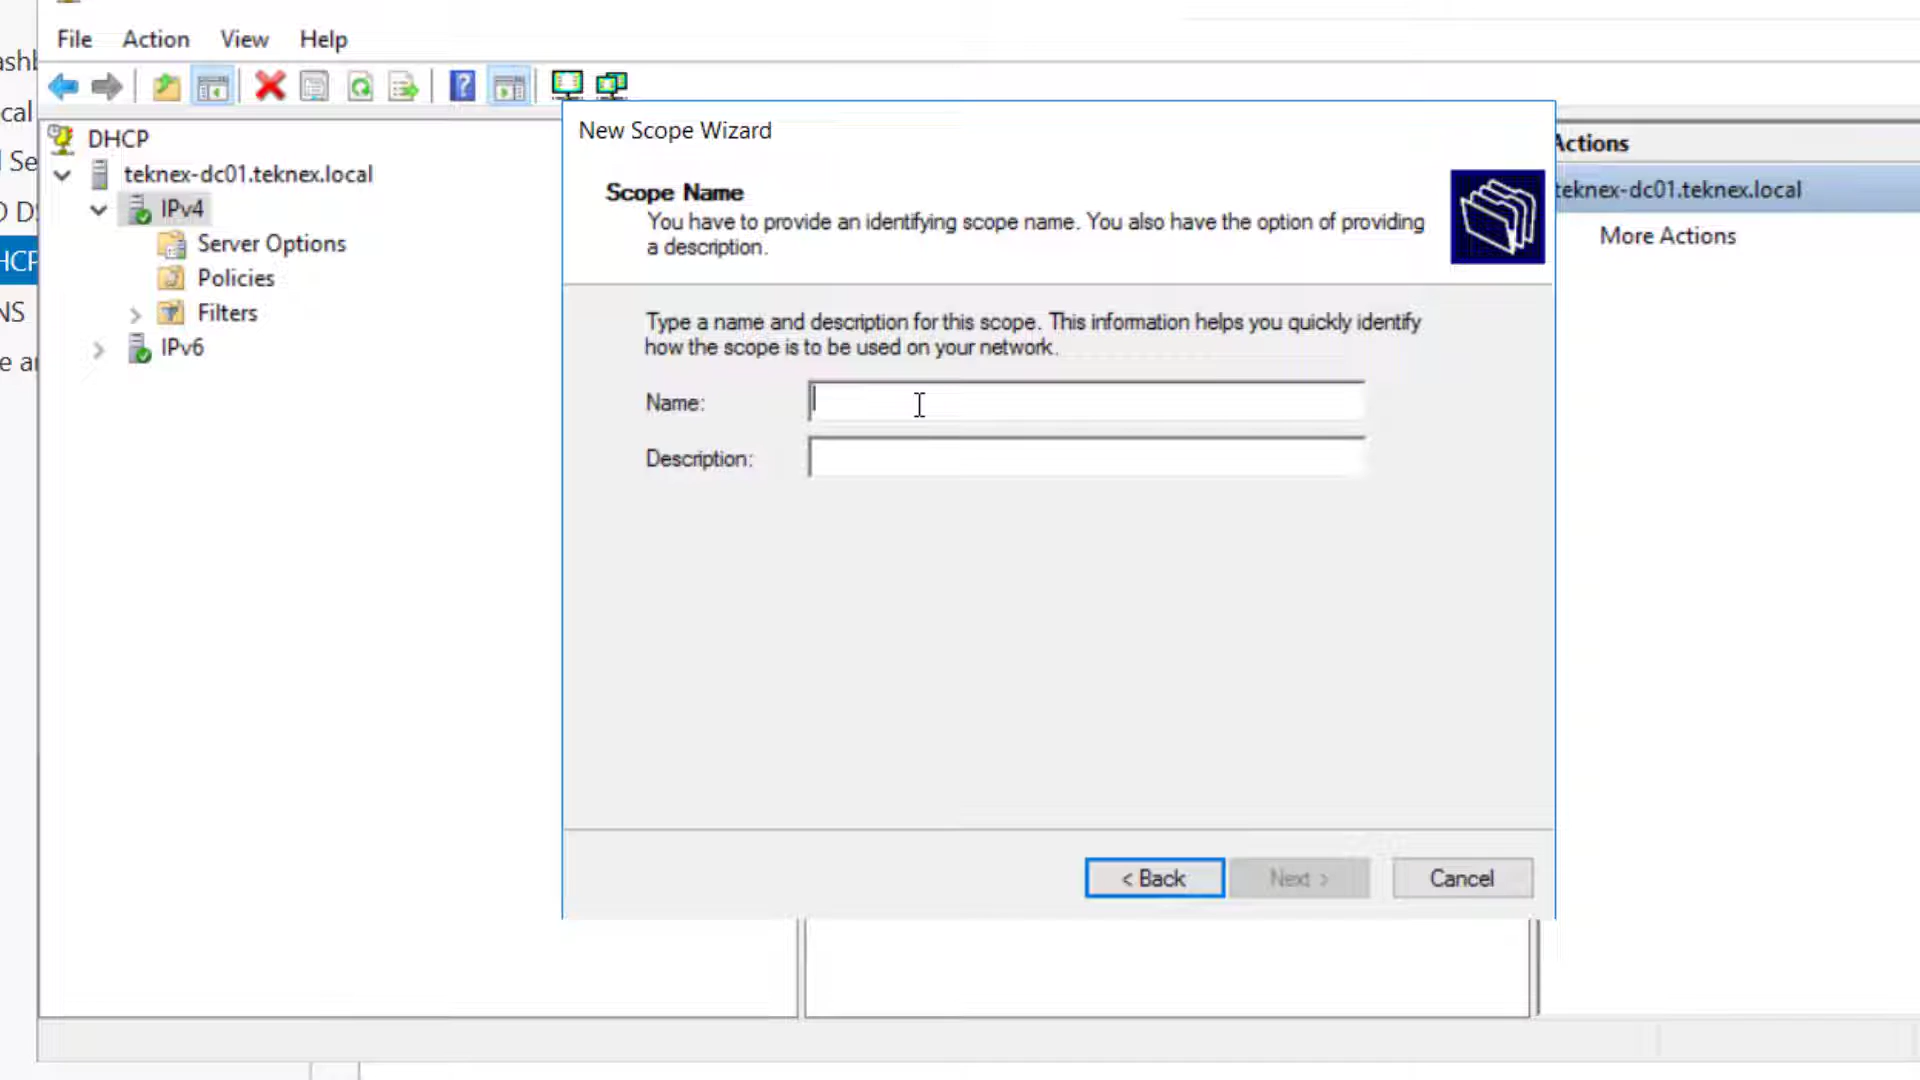 File Action View Help
DHCP
teknex-dc01.teknex.local
IPv4
Server Options
Policies
Filters
IPv6
New Scope Wizard
Scope Name
You have to provide an identifying scope name. You also have the option of providing
a description.
Type a name and description for this scope. This information helps you quickly identify
how the scope is to be used on your network.
Name:
Description:
< Back Next > Cancel
Actions
teknex-dc01.teknex.local
More Actions